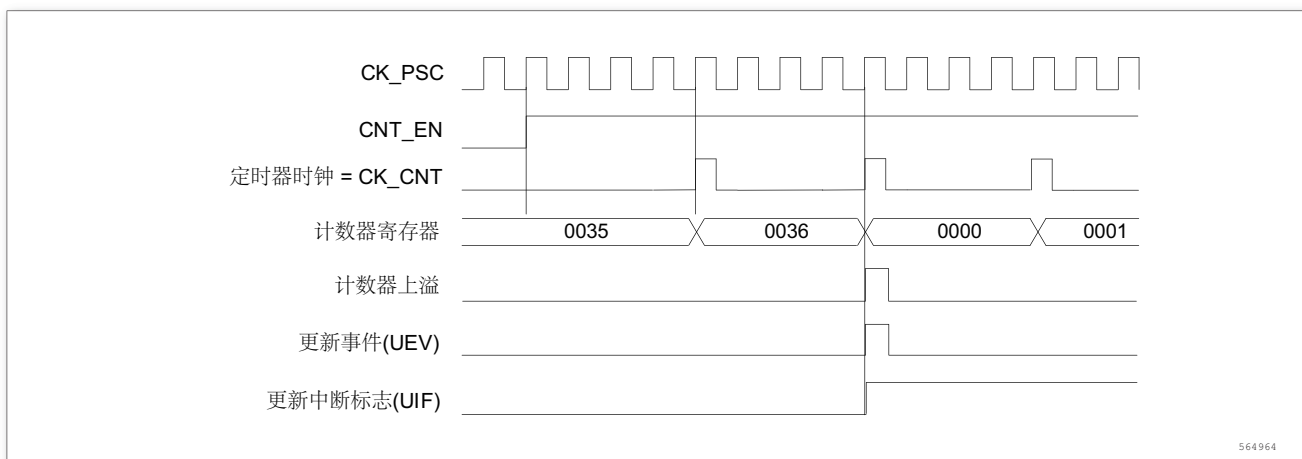 CK_PSC
CNT_EN
定时器时钟 = CK_CNT
计数器寄存器 0035 0036 0000 0001
计数器上溢
更新事件(UEV)
更新中断标志(UIF)
564964